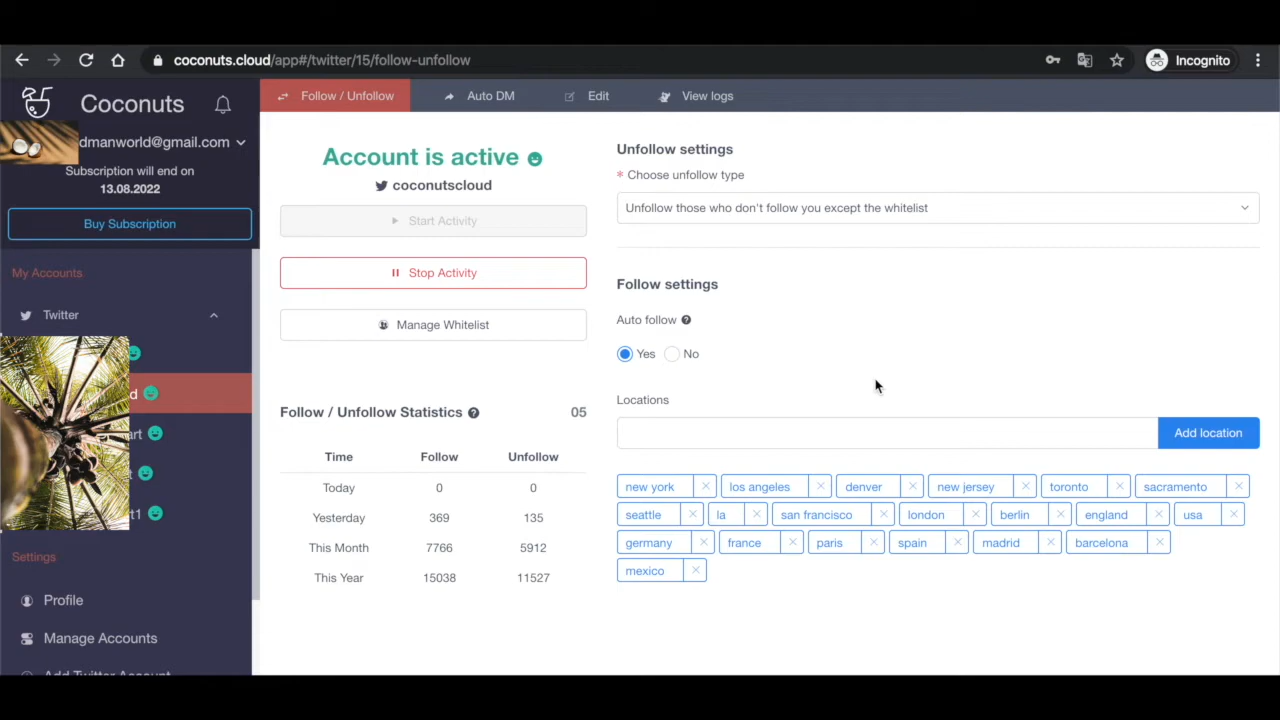 coconuts.cloud/app#/twitter/15/follow-unfollow
Incognito
Coconuts
dmanworld@gmail.com
Subscription will end on
13.08.2022
Buy Subscription
My Accounts
Twitter
d
art
t
t1
Settings
Profile
Manage Accounts
Add Twitter Account
Follow / Unfollow
Auto DM
Edit
View logs
Account is active
coconutscloud
Start Activity
Stop Activity
Manage Whitelist
Follow / Unfollow Statistics 05
Time Follow Unfollow
Today 0 0
Yesterday 369 135
This Month 7766 5912
This Year 15038 11527
Unfollow settings
* Choose unfollow type
Unfollow those who don't follow you except the whitelist
Follow settings
Auto follow
Yes No
Locations
Add location
new york los angeles denver new jersey toronto sacramento
seattle la san francisco london berlin england usa
germany france paris spain madrid barcelona
mexico